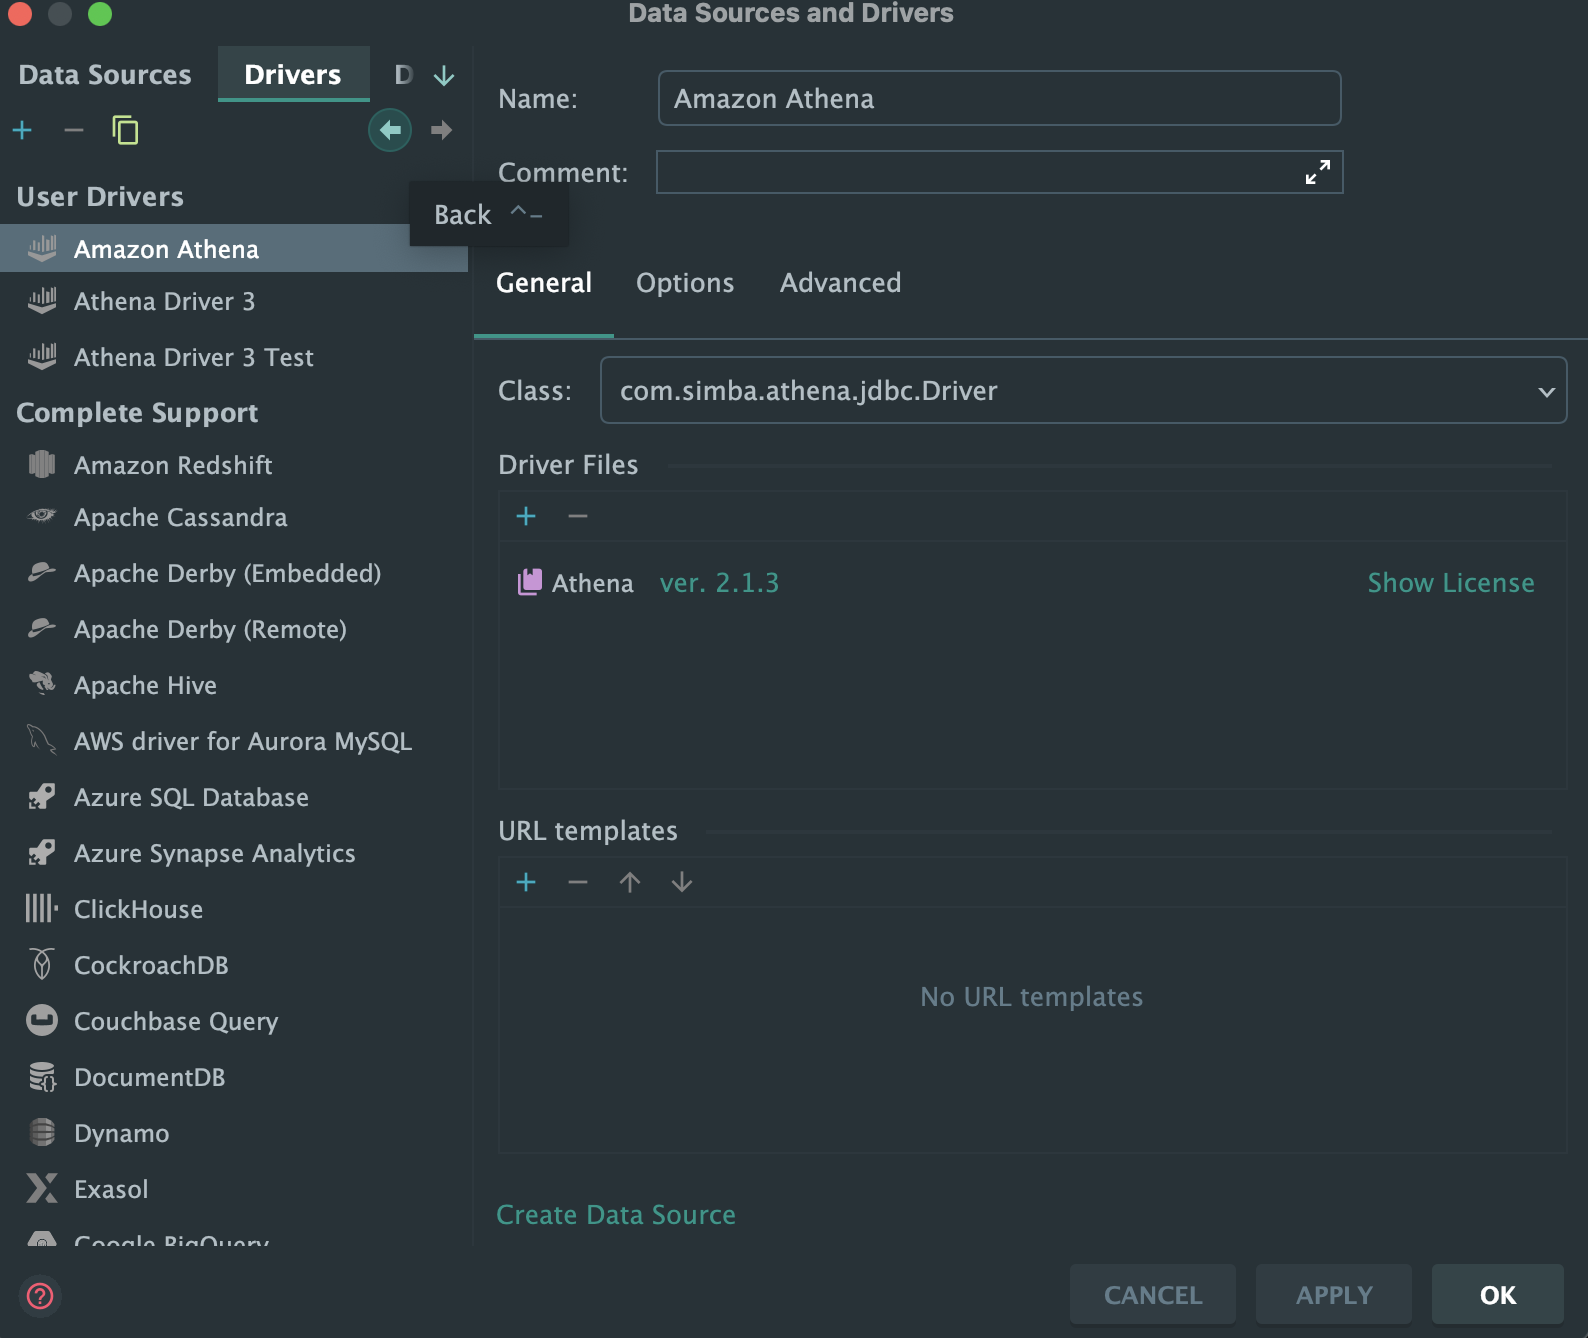 Data Sources and Drivers
Data Sources
Drivers
D
Name:
Amazon Athena
Comment:
Back ^–
User Drivers
Amazon Athena
Athena Driver 3
Athena Driver 3 Test
Complete Support
Amazon Redshift
Apache Cassandra
Apache Derby (Embedded)
Apache Derby (Remote)
Apache Hive
AWS driver for Aurora MySQL
Azure SQL Database
Azure Synapse Analytics
ClickHouse
CockroachDB
Couchbase Query
DocumentDB
Dynamo
Exasol
Google BigQuery
General
Options
Advanced
Class:
com.simba.athena.jdbc.Driver
Driver Files
Athena ver. 2.1.3
Show License
URL templates
No URL templates
Create Data Source
?
CANCEL
APPLY
OK